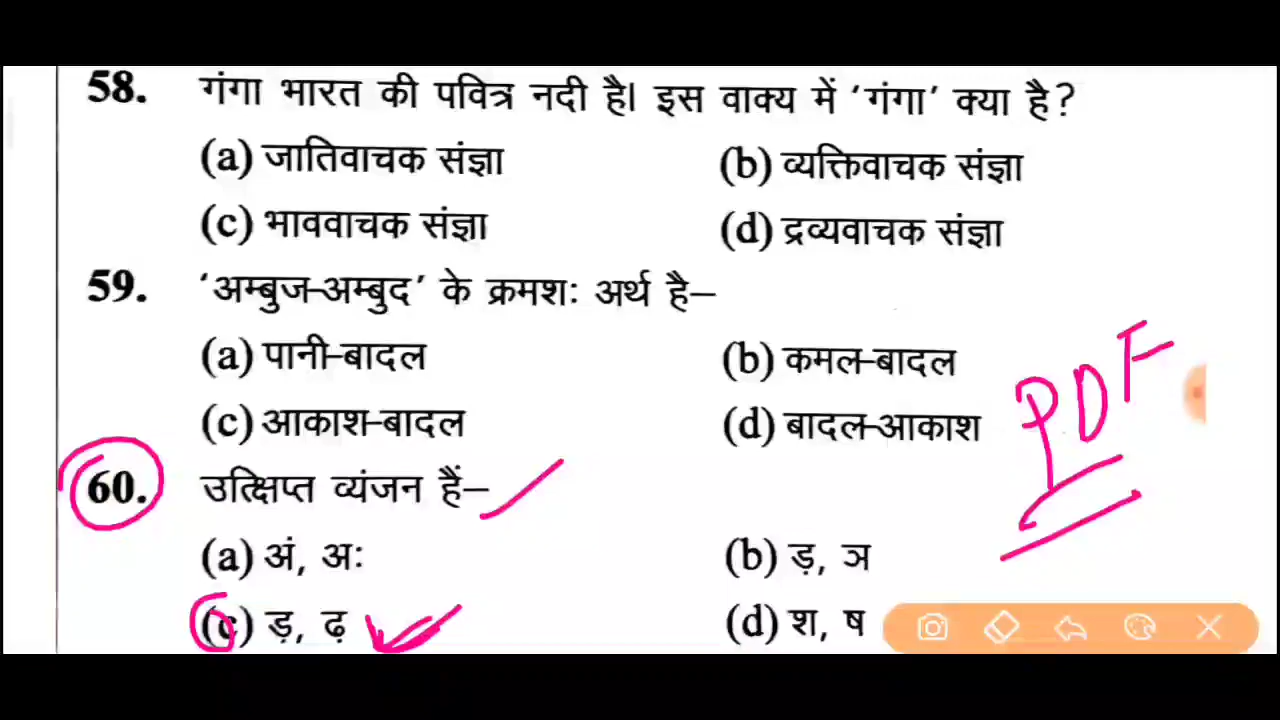 58. गंगा भारत की पवित्र नदी है। इस वाक्य में 'गंगा' क्या है?
(a) जातिवाचक संज्ञा (b) व्यक्तिवाचक संज्ञा
(c) भाववाचक संज्ञा (d) द्रव्यवाचक संज्ञा
59. 'अम्बुज-अम्बुद' के क्रमशः अर्थ है–
(a) पानी-बादल (b) कमल-बादल
(c) आकाश-बादल (d) बादल-आकाश
PDF
60. उत्क्षिप्त व्यंजन हैं–
(a) अं, अः (b) ड़, ञ
(c) ड़, ढ़ (d) श, ष